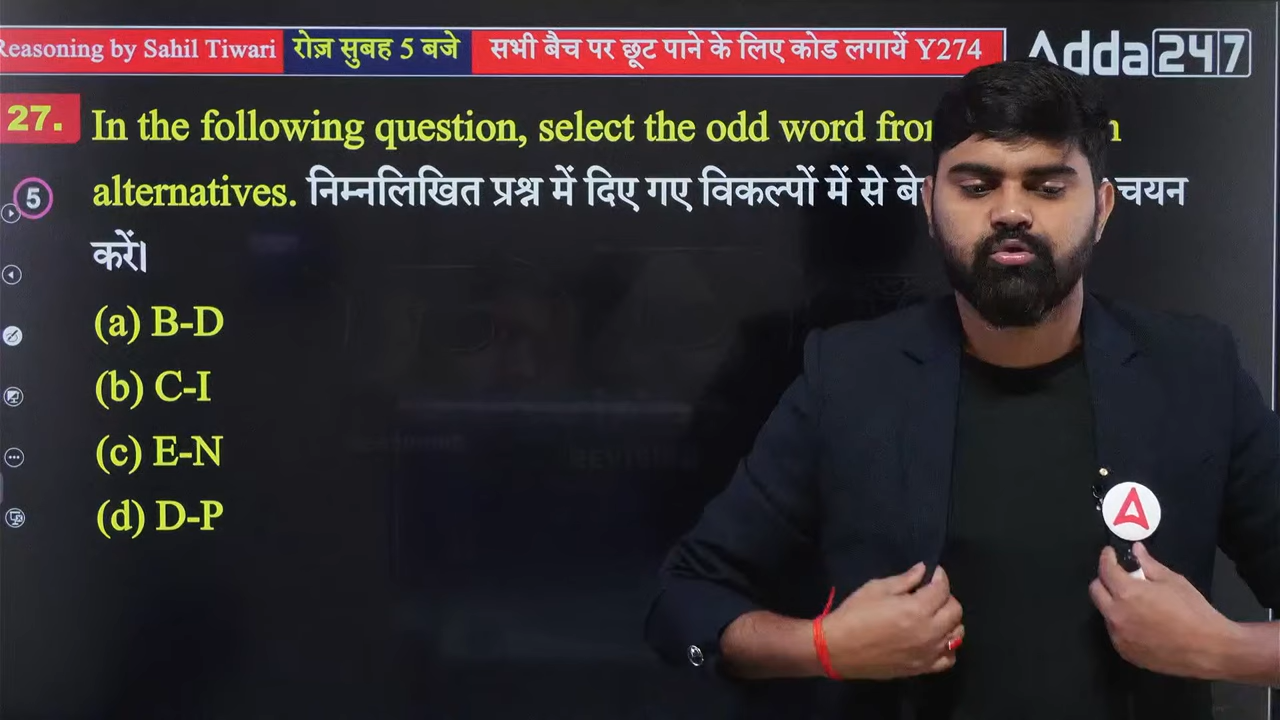 Reasoning by Sahil Tiwari रोज़ सुबह 5 बजे सभी बैच पर छूट पाने के लिए कोड लगायें Y274 Adda247
27. In the following question, select the odd word
5 alternatives. निम्नलिखित प्रश्न में दिए गए विकल्पों में से चयन
करें।
(a) B-D
(b) C-I
(c) E-N
(d) D-P